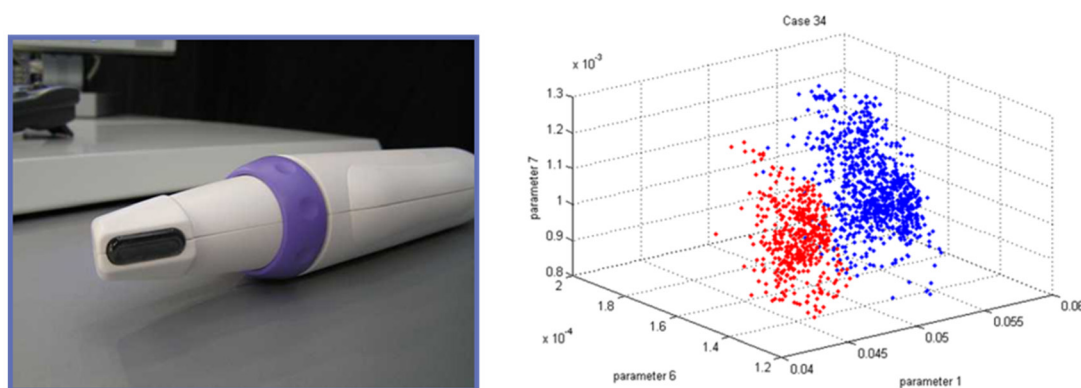 Case 34
x 10⁻³
1.3
1.2
1.1
1
0.9
0.8
parameter 7
2
1.8
1.6
1.4
1.2
x 10⁻⁴
parameter 6
0.04
0.045
0.05
0.055
0.06
parameter 1